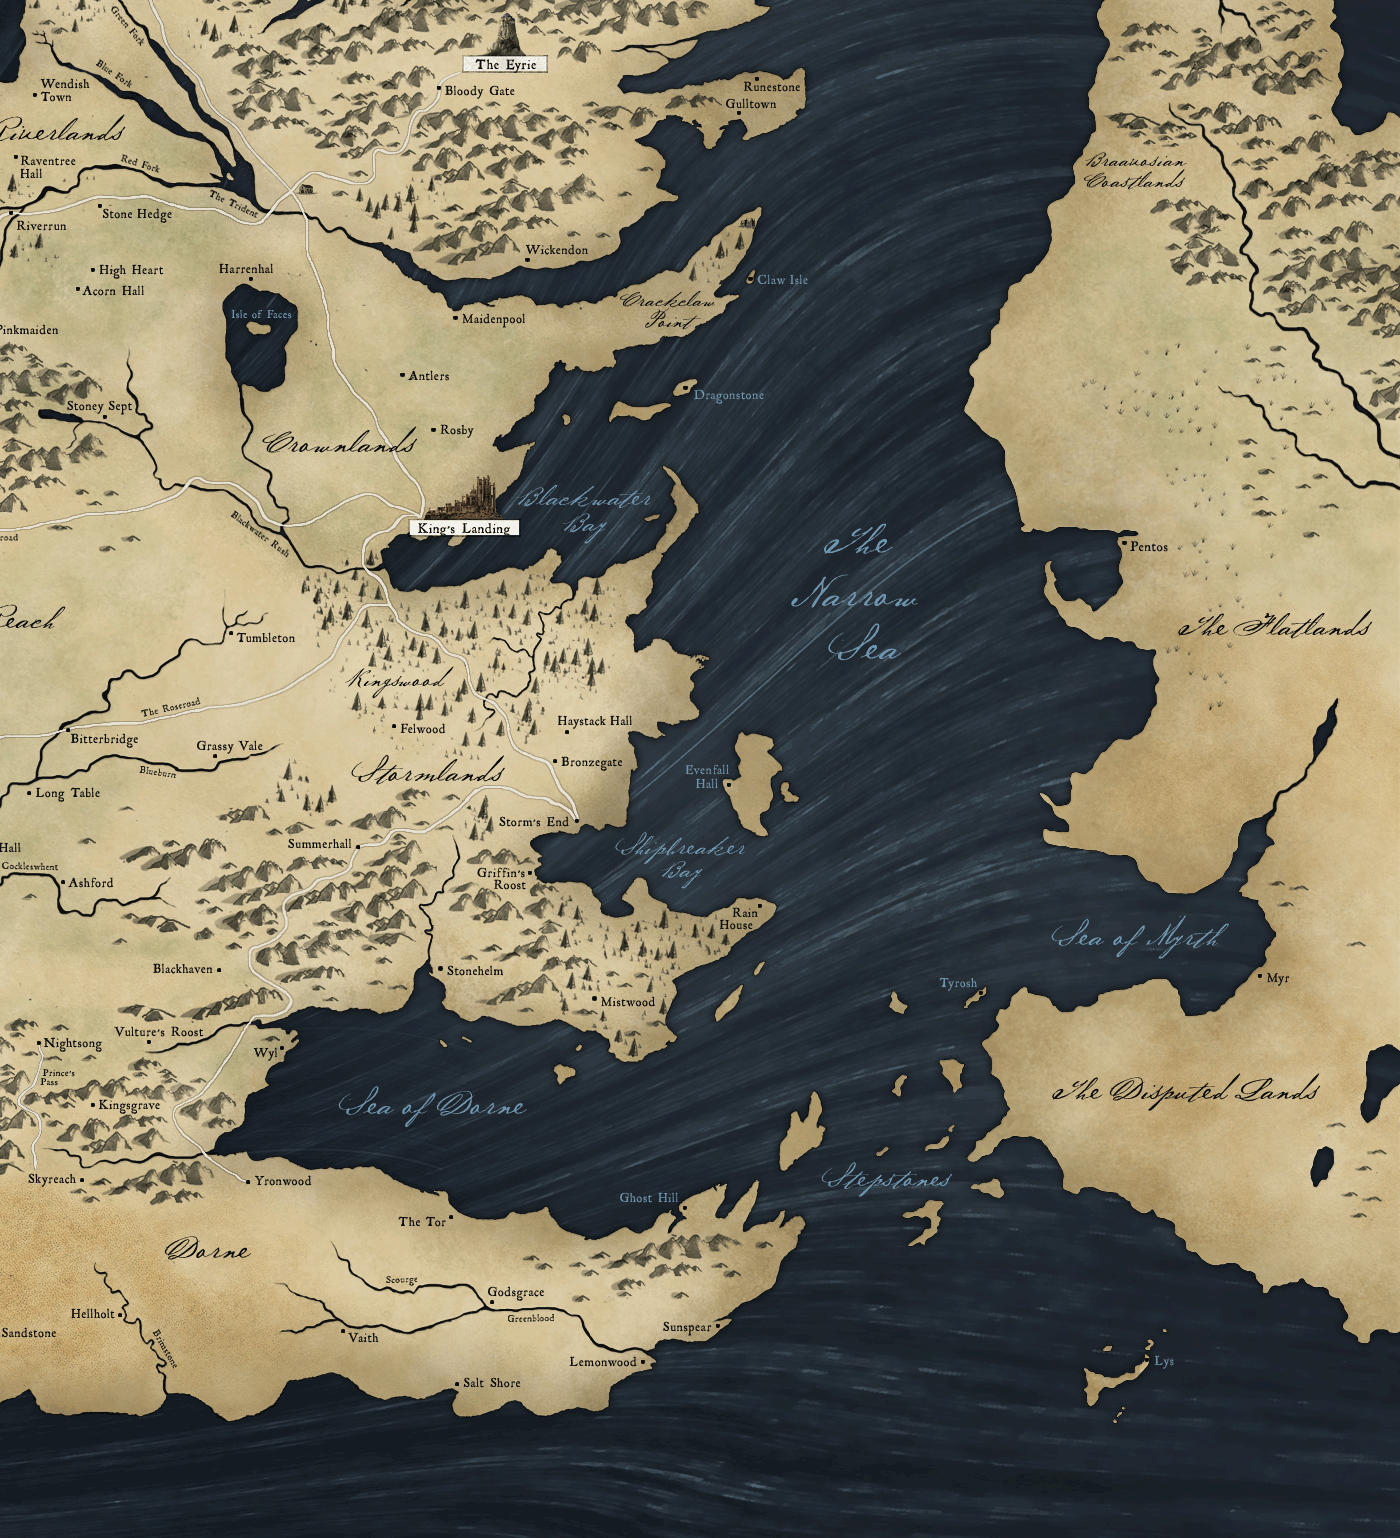 Green Fork
The Eyrie
Blue Fork
Wendish
Town
Bloody Gate
Runestone
Gulltown
Riverlands
Raventree
Hall
Red Fork
Braavosian
Coastlands
The Trident
Stone Hedge
Riverrun
Wickendon
High Heart
Harrenhal
Acorn Hall
Claw Isle
Crackclaw
Point
Isle of Faces
Maidenpool
Pinkmaiden
Antlers
Dragonstone
Stoney Sept
Rosby
Crownlands
Blackwater
Bay
King's Landing
Blackwater Rush
road
The
Narrow
Sea
Pentos
Reach
Tumbleton
The Flatlands
Kingswood
The Roseroad
Felwood
Haystack Hall
Bitterbridge
Grassy Vale
Blueburn
Stormlands
Bronzegate
Evenfall
Hall
Long Table
Storm's End
Summerhall
Shipbreaker
Bay
Hall
Cockleswhent
Ashford
Griffin's
Roost
Rain
House
Sea of Myrth
Blackhaven
Stonehelm
Mistwood
Tyrosh
Myr
Vulture's Roost
Nightsong
Wyl
Prince's
Pass
Kingsgrave
Sea of Dorne
The Disputed Lands
Skyreach
Yronwood
Stepstones
Ghost Hill
The Tor
Dorne
Scourge
Godsgrace
Hellholt
Greenblood
Sandstone
Vaith
Brimstone
Sunspear
Lemonwood
Lys
Salt Shore